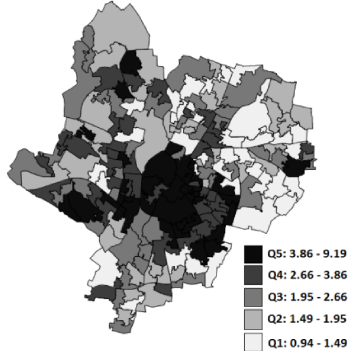 Q5: 3.86 - 9.19
Q4: 2.66 - 3.86
Q3: 1.95 - 2.66
Q2: 1.49 - 1.95
Q1: 0.94 - 1.49